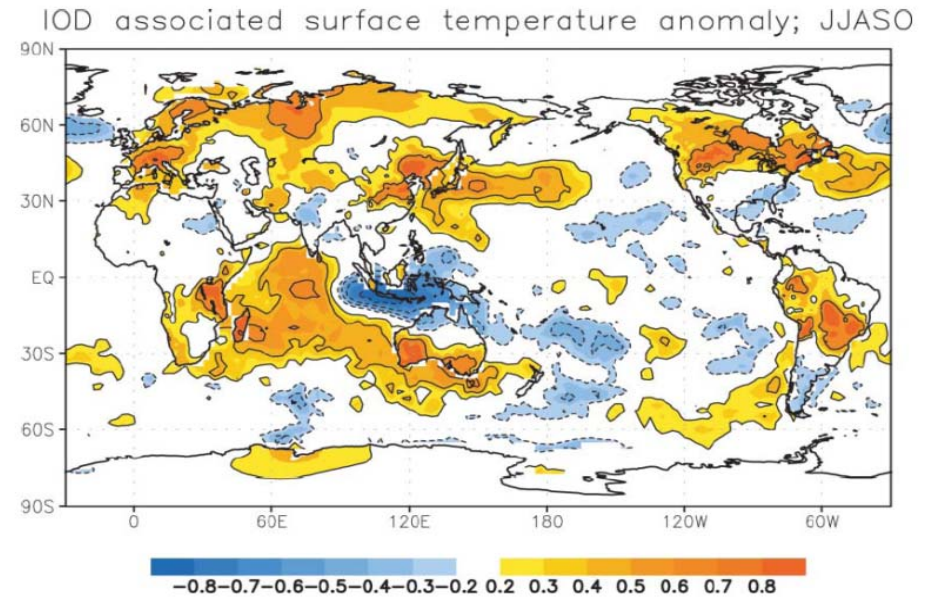 IOD associated surface temperature anomaly; JJASO
90N
60N
30N
EQ
30S
60S
90S
0 60E 120E 180 120W 60W
-0.8-0.7-0.6-0.5-0.4-0.3-0.2 0.2 0.3 0.4 0.5 0.6 0.7 0.8